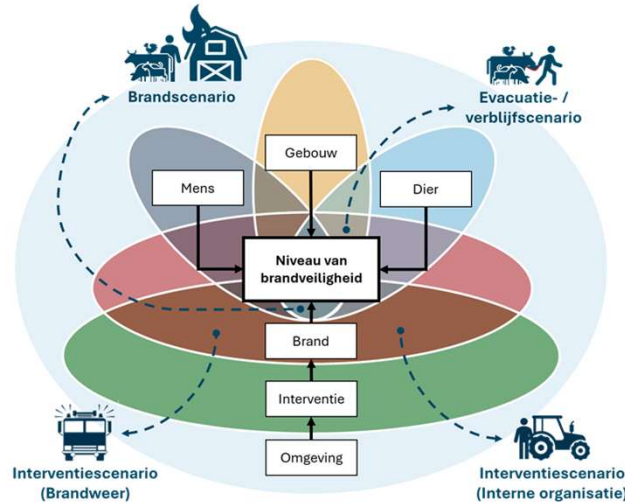 Brandscenario
Evacuatie- /
verblijfscenario
Gebouw
Mens
Dier
Niveau van
brandveiligheid
Brand
Interventie
Omgeving
Interventiescenario
(Brandweer)
Interventiescenario
(Interne organisatie)